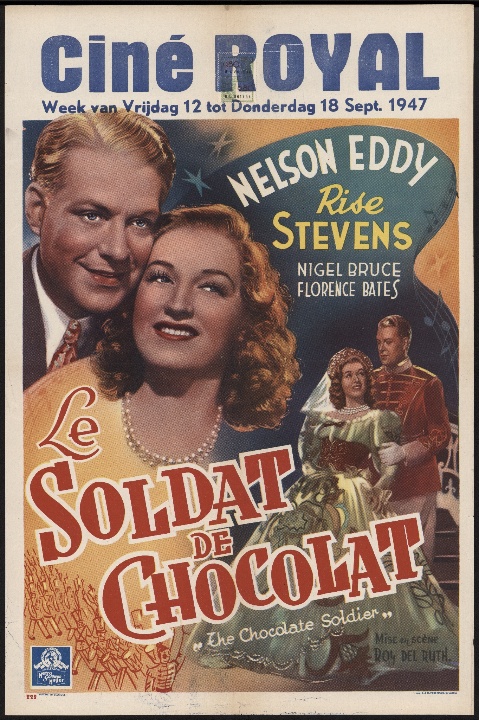 Ciné ROYAL
Week van Vrijdag 12 tot Donderdag 18 Sept. 1947
NELSON EDDY
Rise
STEVENS
NIGEL BRUCE
FLORENCE BATES
Le
SOLDAT
DE
CHOCOLAT
„The Chocolate Soldier”
Mise en scène
ROY DEL RUTH.